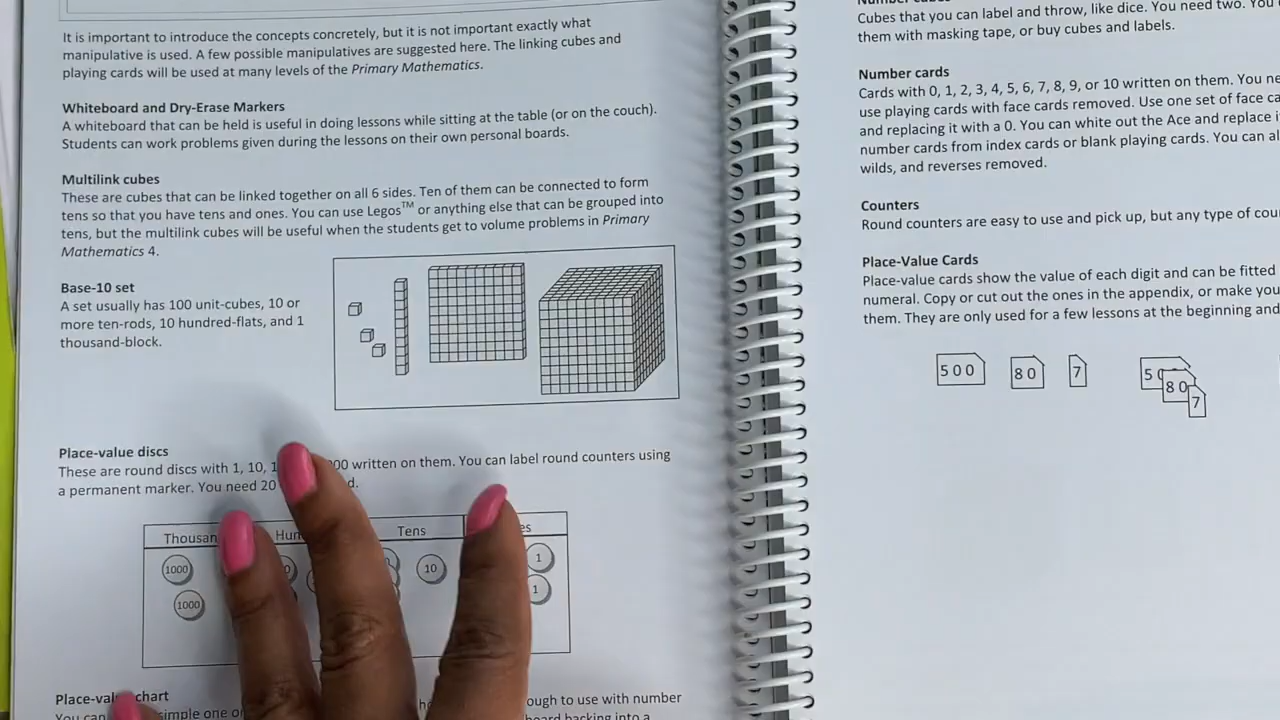 It is important to introduce the concepts concretely, but it is not important exactly what
manipulative is used. A few possible manipulatives are suggested here. The linking cubes and
playing cards will be used at many levels of the Primary Mathematics.
Whiteboard and Dry-Erase Markers
A whiteboard that can be held is useful in doing lessons while sitting at the table (or on the couch).
Students can work problems given during the lessons on their own personal boards.
Multilink cubes
These are cubes that can be linked together on all 6 sides. Ten of them can be connected to form
tens so that you have tens and ones. You can use Legos™ or anything else that can be grouped into
tens, but the multilink cubes will be useful when the students get to volume problems in Primary
Mathematics 4.
Base-10 set
A set usually has 100 unit-cubes, 10 or
more ten-rods, 10 hundred-flats, and 1
thousand-block.
Place-value discs
These are round discs with 1, 10, written on them. You can label round counters using
a permanent marker. You need 20
Tens
1000
10
1
1000
1
chart
simple one
to use with number
backing into a
Cubes that you can label and throw, like dice. You need two. You
them with masking tape, or buy cubes and labels.
Number cards
Cards with 0, 1, 2, 3, 4, 5, 6, 7, 8, 9, or 10 written on them. You
use playing cards with face cards removed. Use one set of face
and replacing it with a 0. You can white out the Ace and replace
number cards from index cards or blank playing cards. You can
wilds, and reverses removed.
Counters
Round counters are easy to use and pick up, but any type of
Place-Value Cards
Place-value cards show the value of each digit and can be fitted
numeral. Copy or cut out the ones in the appendix, or make
them. They are only used for a few lessons at the beginning and
500 80 7 5 80 7